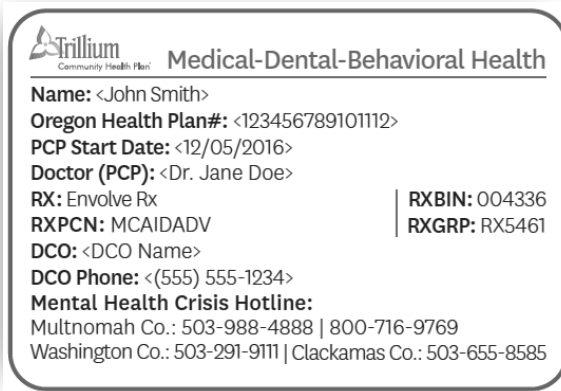 Trillium
Community Health Plan
Medical-Dental-Behavioral Health
Name: <John Smith>
Oregon Health Plan#: <123456789101112>
PCP Start Date: <12/05/2016>
Doctor (PCP): <Dr. Jane Doe>
RX: Envolve Rx | RXBIN: 004336
RXPCN: MCAIDADV | RXGRP: RX5461
DCO: <DCO Name>
DCO Phone: <(555) 555-1234>
Mental Health Crisis Hotline:
Multnomah Co.: 503-988-4888 | 800-716-9769
Washington Co.: 503-291-9111 | Clackamas Co.: 503-655-8585